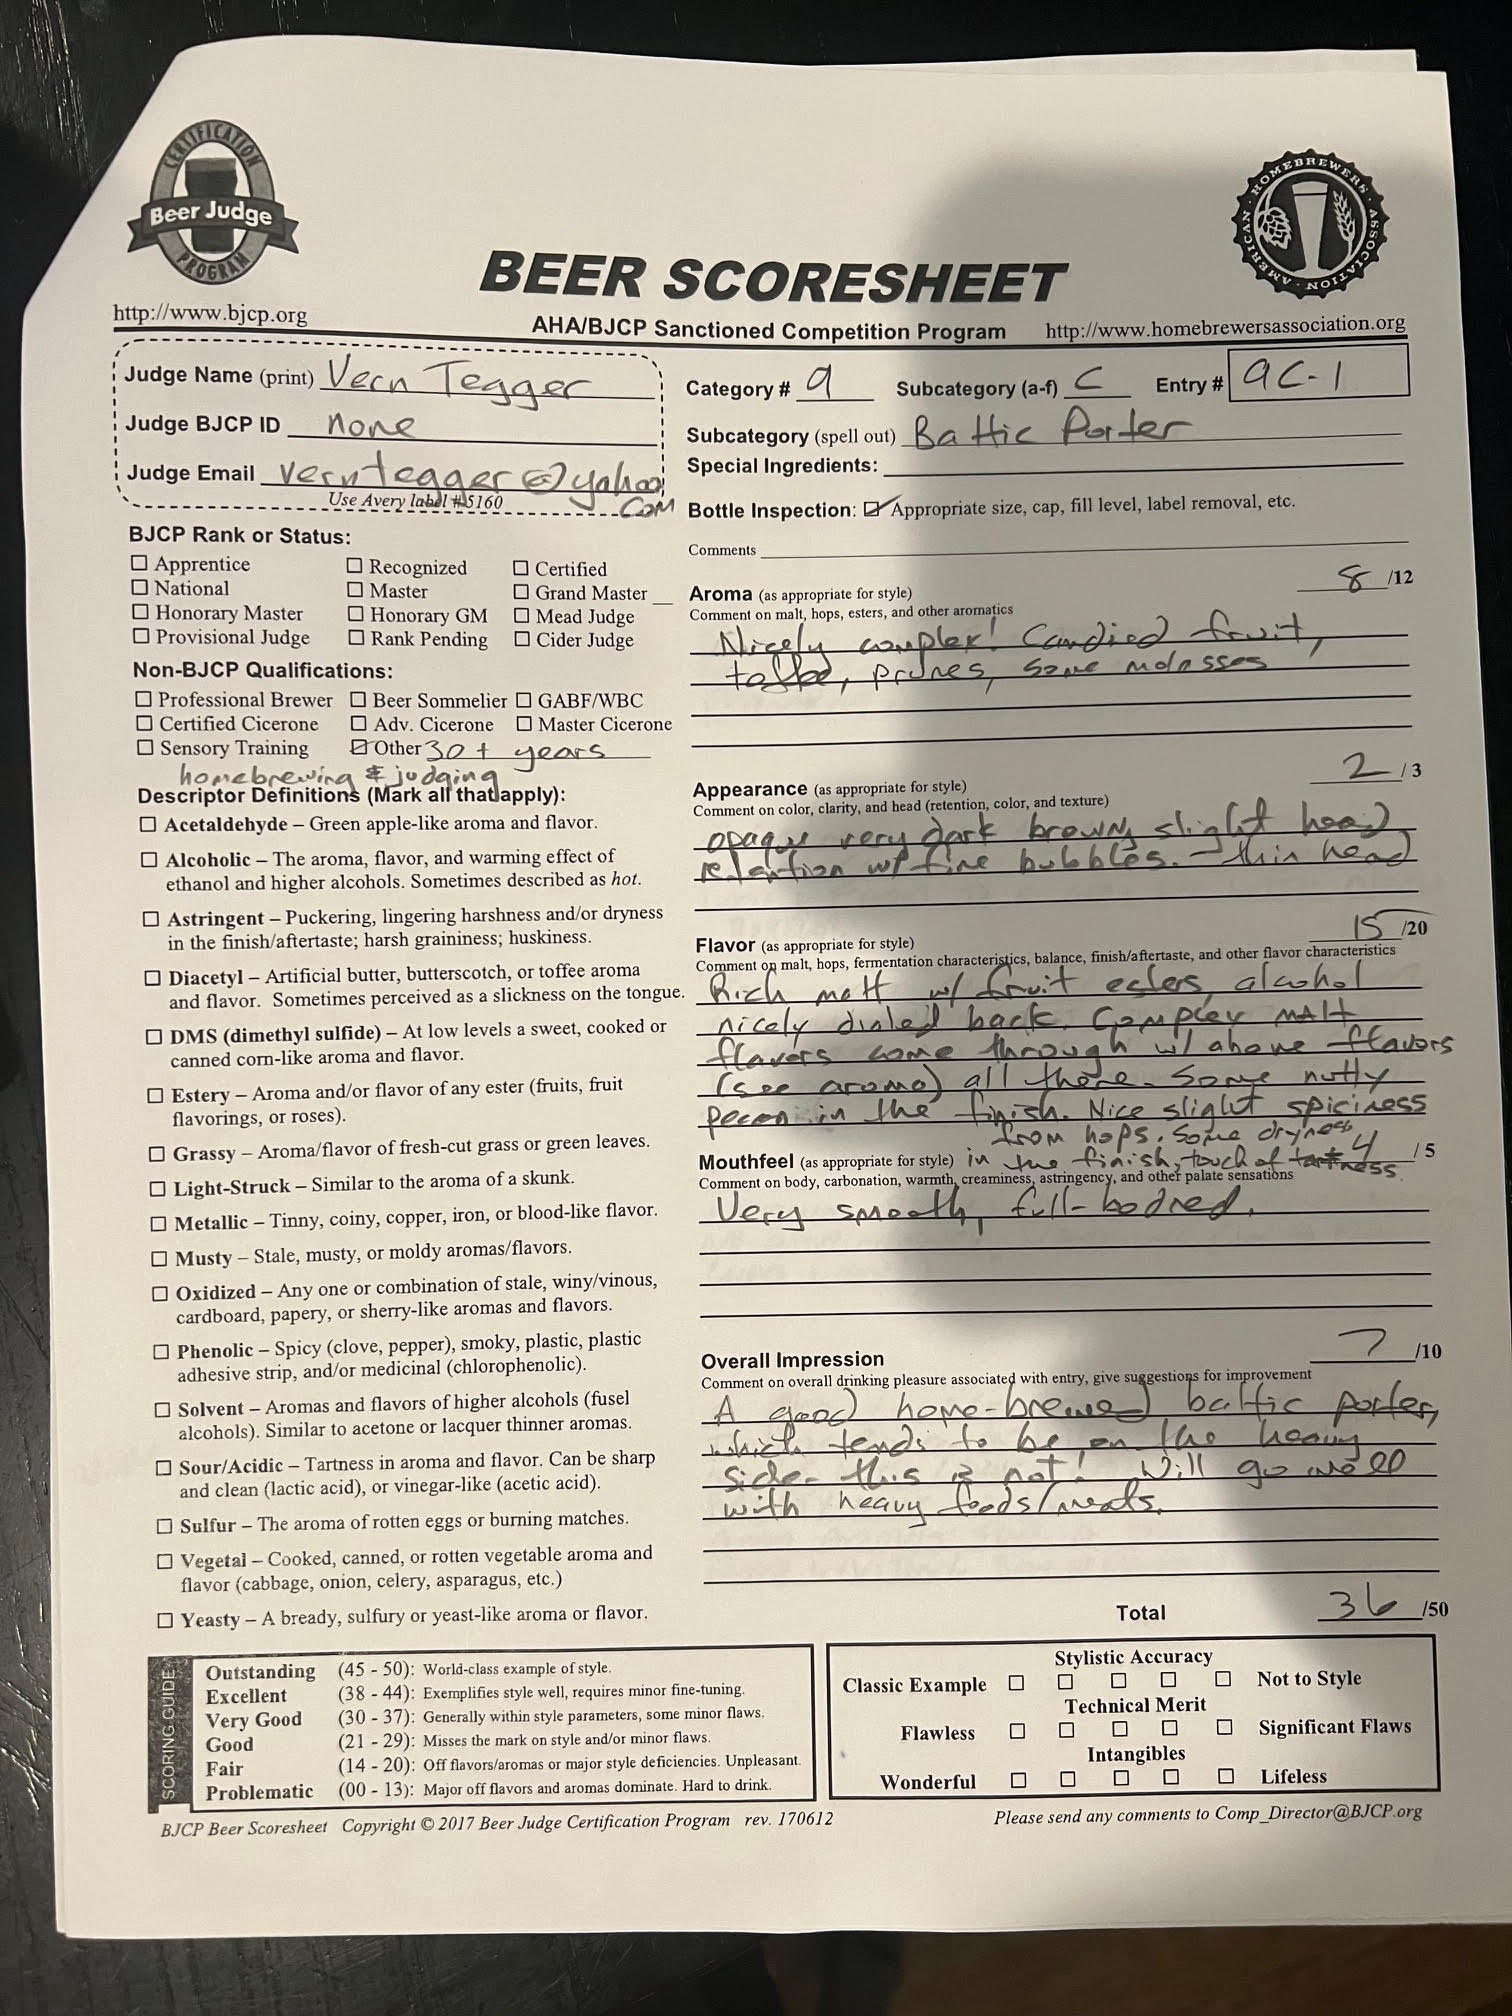 CERTIFICATION
Beer Judge
PROGRAM
AMERICAN · HOMEBREWERS · ASSOCIATION
BEER SCORESHEET
http://www.bjcp.org
AHA/BJCP Sanctioned Competition Program
http://www.homebrewersassociation.org
Judge Name (print) Vern Tegger
Judge BJCP ID none
Judge Email verntegger@yahoo
.com
Use Avery label # 5160
BJCP Rank or Status:
☐ Apprentice ☐ Recognized ☐ Certified
☐ National ☐ Master ☐ Grand Master __
☐ Honorary Master ☐ Honorary GM ☐ Mead Judge
☐ Provisional Judge ☐ Rank Pending ☐ Cider Judge
Non-BJCP Qualifications:
☐ Professional Brewer ☐ Beer Sommelier ☐ GABF/WBC
☐ Certified Cicerone ☐ Adv. Cicerone ☐ Master Cicerone
☐ Sensory Training ☑ Other 30+ years
homebrewing & judging
Descriptor Definitions (Mark all that apply):
☐ Acetaldehyde – Green apple-like aroma and flavor.
☐ Alcoholic – The aroma, flavor, and warming effect of
ethanol and higher alcohols. Sometimes described as hot.
☐ Astringent – Puckering, lingering harshness and/or dryness
in the finish/aftertaste; harsh graininess; huskiness.
☐ Diacetyl – Artificial butter, butterscotch, or toffee aroma
and flavor. Sometimes perceived as a slickness on the tongue.
☐ DMS (dimethyl sulfide) – At low levels a sweet, cooked or
canned corn-like aroma and flavor.
☐ Estery – Aroma and/or flavor of any ester (fruits, fruit
flavorings, or roses).
☐ Grassy – Aroma/flavor of fresh-cut grass or green leaves.
☐ Light-Struck – Similar to the aroma of a skunk.
☐ Metallic – Tinny, coiny, copper, iron, or blood-like flavor.
☐ Musty – Stale, musty, or moldy aromas/flavors.
☐ Oxidized – Any one or combination of stale, winy/vinous,
cardboard, papery, or sherry-like aromas and flavors.
☐ Phenolic – Spicy (clove, pepper), smoky, plastic, plastic
adhesive strip, and/or medicinal (chlorophenolic).
☐ Solvent – Aromas and flavors of higher alcohols (fusel
alcohols). Similar to acetone or lacquer thinner aromas.
☐ Sour/Acidic – Tartness in aroma and flavor. Can be sharp
and clean (lactic acid), or vinegar-like (acetic acid).
☐ Sulfur – The aroma of rotten eggs or burning matches.
☐ Vegetal – Cooked, canned, or rotten vegetable aroma and
flavor (cabbage, onion, celery, asparagus, etc.)
☐ Yeasty – A bready, sulfury or yeast-like aroma or flavor.
Category # 9 Subcategory (a-f) C Entry # 9C-1
Subcategory (spell out) Baltic Porter
Special Ingredients:
Bottle Inspection: ☑ Appropriate size, cap, fill level, label removal, etc.
Comments
Aroma (as appropriate for style) 8 /12
Comment on malt, hops, esters, and other aromatics
Nicely complex! Candied fruit,
toffee, prunes, some molasses
Appearance (as appropriate for style) 2 / 3
Comment on color, clarity, and head (retention, color, and texture)
opaque very dark brown, slight head
retention w/ fine bubbles. - thin head
Flavor (as appropriate for style) 15 /20
Comment on malt, hops, fermentation characteristics, balance, finish/aftertaste, and other flavor characteristics
Rich malt w/ fruit esters, alcohol
nicely dialed back. Complex malt
flavors come through w/ above flavors
(see aroma) all there. Some nutty
pecan in the finish. Nice slight spiciness
from hops. Some dryness
in the finish, touch of tartness.
Mouthfeel (as appropriate for style) 4 / 5
Comment on body, carbonation, warmth, creaminess, astringency, and other palate sensations
Very smooth, full-bodied.
Overall Impression 7 /10
Comment on overall drinking pleasure associated with entry, give suggestions for improvement
A good home-brewed baltic porter,
which tends to be on the heavy
side - this is not! Will go well
with heavy foods/meats.
Total 36 /50
SCORING GUIDE
Outstanding (45 - 50): World-class example of style.
Excellent (38 - 44): Exemplifies style well, requires minor fine-tuning.
Very Good (30 - 37): Generally within style parameters, some minor flaws.
Good (21 - 29): Misses the mark on style and/or minor flaws.
Fair (14 - 20): Off flavors/aromas or major style deficiencies. Unpleasant.
Problematic (00 - 13): Major off flavors and aromas dominate. Hard to drink.
Stylistic Accuracy
Classic Example ☐ ☐ ☐ ☐ ☐ Not to Style
Technical Merit
Flawless ☐ ☐ ☐ ☐ ☐ Significant Flaws
Intangibles
Wonderful ☐ ☐ ☐ ☐ ☐ Lifeless
BJCP Beer Scoresheet Copyright © 2017 Beer Judge Certification Program rev. 170612
Please send any comments to Comp_Director@BJCP.org